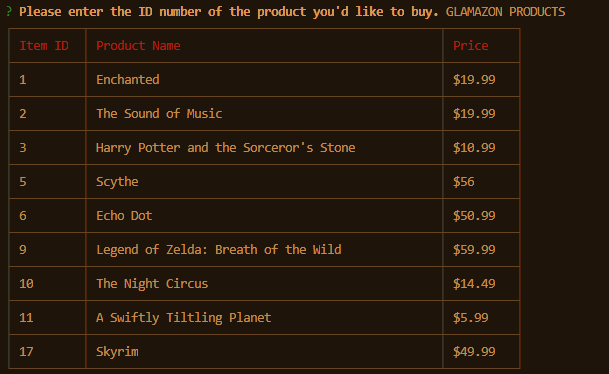 ? Please enter the ID number of the product you'd like to buy. GLAMAZON PRODUCTS
Item ID Product Name Price
1 Enchanted $19.99
2 The Sound of Music $19.99
3 Harry Potter and the Sorceror's Stone $10.99
5 Scythe $56
6 Echo Dot $50.99
9 Legend of Zelda: Breath of the Wild $59.99
10 The Night Circus $14.49
11 A Swiftly Tiltling Planet $5.99
17 Skyrim $49.99